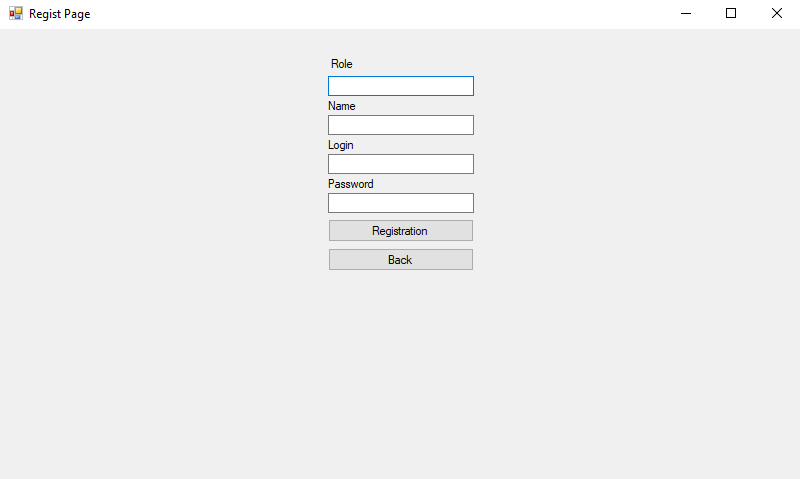 Regist Page
Role
Name
Login
Password
Registration
Back